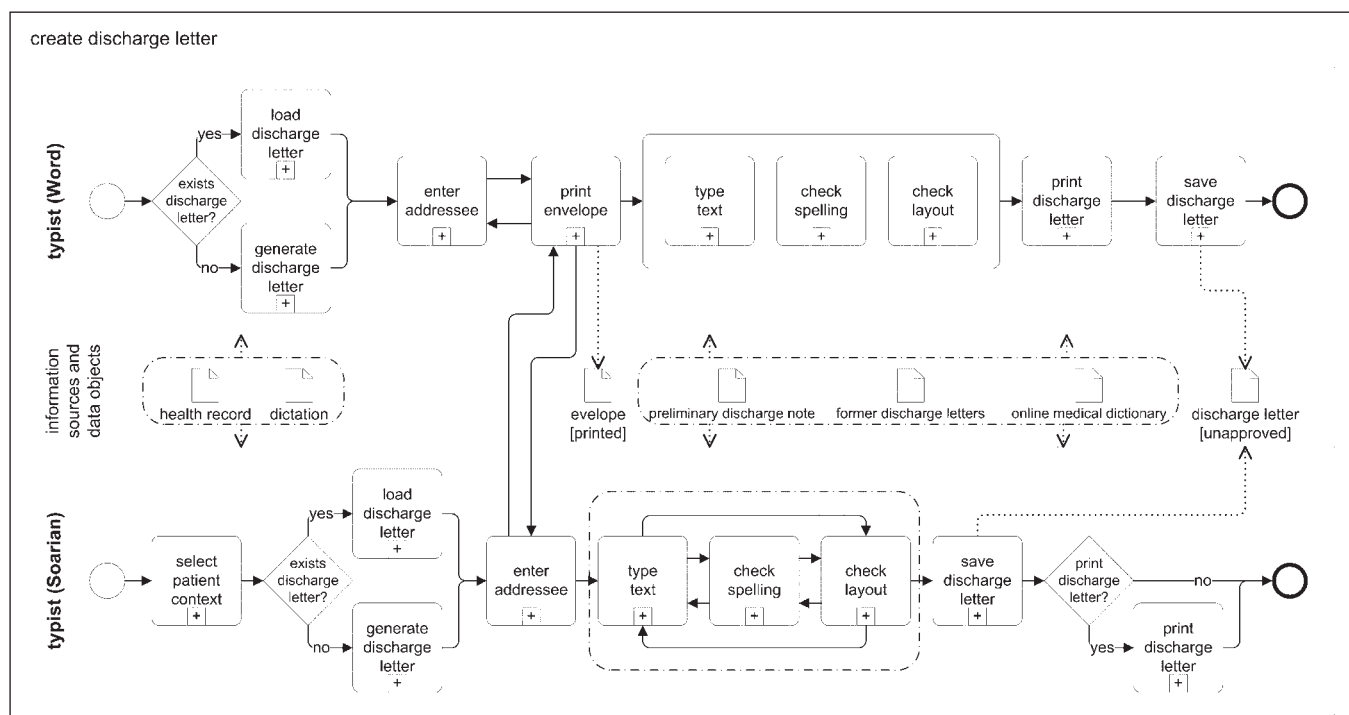 create discharge letter
typist (Word)
exists
discharge
letter?
yes
load
discharge
letter
+
no
generate
discharge
letter
+
enter
addressee
+
print
envelope
+
type
text
+
check
spelling
+
check
layout
+
print
discharge
letter
+
save
discharge
letter
+
information
sources and
data objects
health record
dictation
evelope
[printed]
preliminary discharge note
former discharge letters
online medical dictionary
discharge letter
[unapproved]
typist (Soarian)
select
patient
context
+
exists
discharge
letter?
yes
load
discharge
letter
+
no
generate
discharge
letter
+
enter
addressee
+
type
text
+
check
spelling
+
check
layout
+
save
discharge
letter
+
print
discharge
letter?
no
yes
print
discharge
letter
+